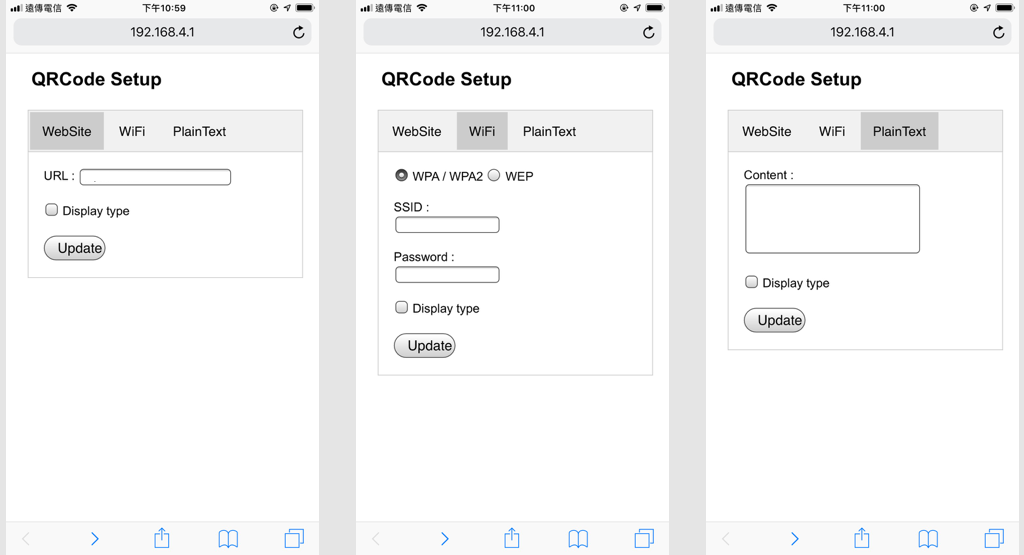 遠傳電信 下午10:59
192.168.4.1
QRCode Setup
WebSite WiFi PlainText
URL :
Display type
Update
遠傳電信 下午11:00
192.168.4.1
QRCode Setup
WebSite WiFi PlainText
WPA / WPA2 WEP
SSID :
Password :
Display type
Update
遠傳電信 下午11:00
192.168.4.1
QRCode Setup
WebSite WiFi PlainText
Content :
Display type
Update